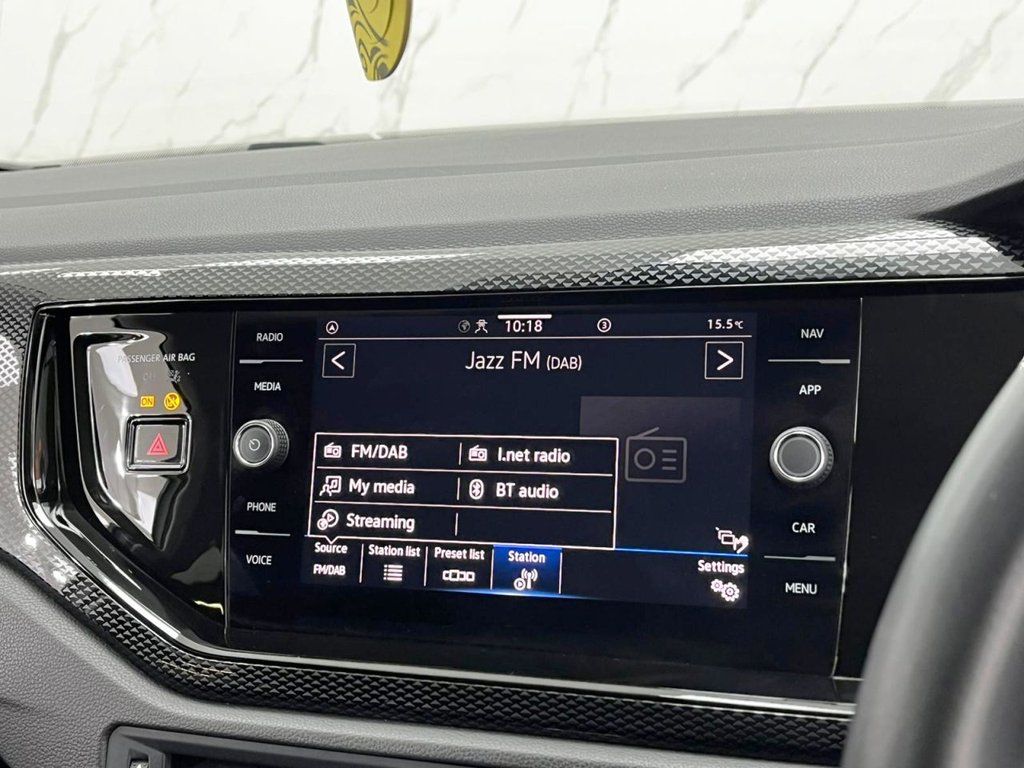 PASSENGER AIR BAG
ON
RADIO
MEDIA
PHONE
VOICE
10:18
3
15.5°C
<
Jazz FM (DAB)
>
FM/DAB
I.net radio
My media
BT audio
Streaming
Source
FM/DAB
Station list
Preset list
Station
Settings
NAV
APP
CAR
MENU